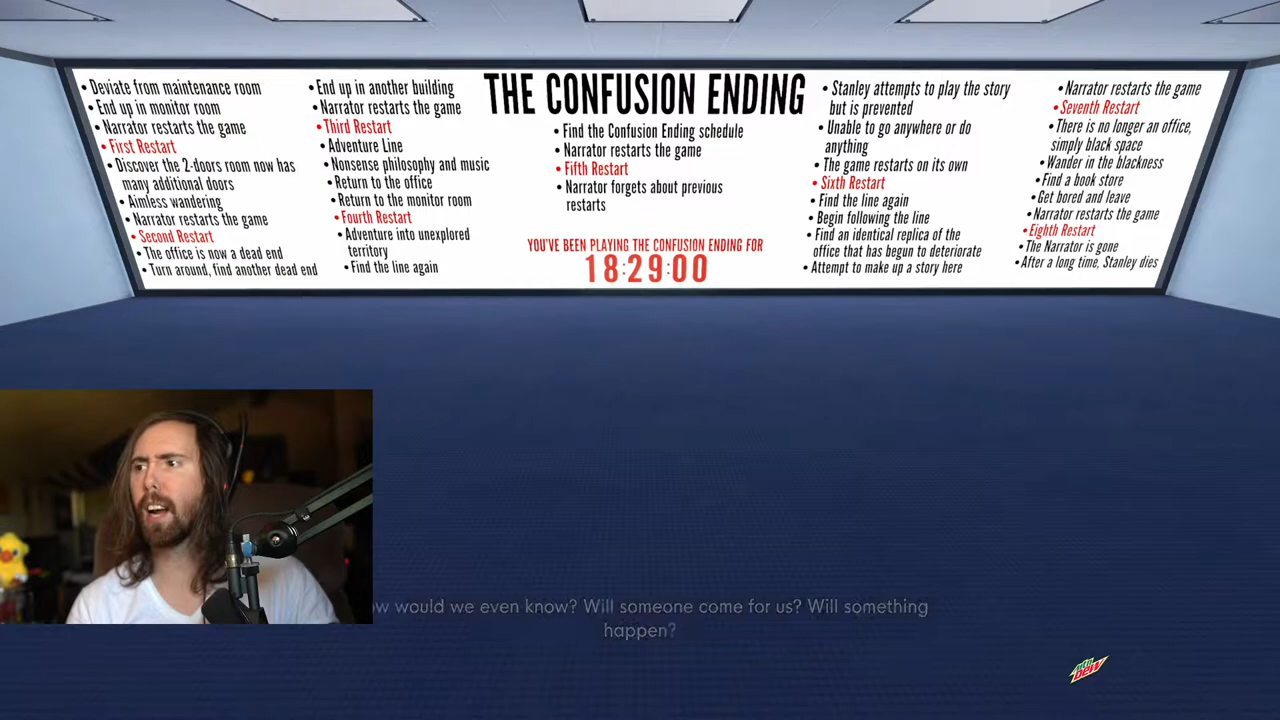 • Deviate from maintenance room
• End up in monitor room
• Narrator restarts the game
• First Restart
• Discover the 2-doors room now has
many additional doors
• Aimless wandering
• Narrator restarts the game
• Second Restart
• The office is now a dead end
• Turn around, find another dead end
• End up in another building
• Narrator restarts the game
• Third Restart
• Adventure Line
• Nonsense philosophy and music
• Return to the office
• Return to the monitor room
• Fourth Restart
• Adventure into unexplored
territory
• Find the line again
THE CONFUSION ENDING
• Find the Confusion Ending schedule
• Narrator restarts the game
• Fifth Restart
• Narrator forgets about previous
restarts
YOU'VE BEEN PLAYING THE CONFUSION ENDING FOR
18:29:00
• Stanley attempts to play the story
but is prevented
• Unable to go anywhere or do
anything
• The game restarts on its own
• Sixth Restart
• Find the line again
• Begin following the line
• Find an identical replica of the
office that has begun to deteriorate
• Attempt to make up a story here
• Narrator restarts the game
• Seventh Restart
• There is no longer an office,
simply black space
• Wander in the blackness
• Find a book store
• Get bored and leave
• Narrator restarts the game
• Eighth Restart
• The Narrator is gone
• After a long time, Stanley dies
would we even know? Will someone come for us? Will something
happen?
mtn
dew